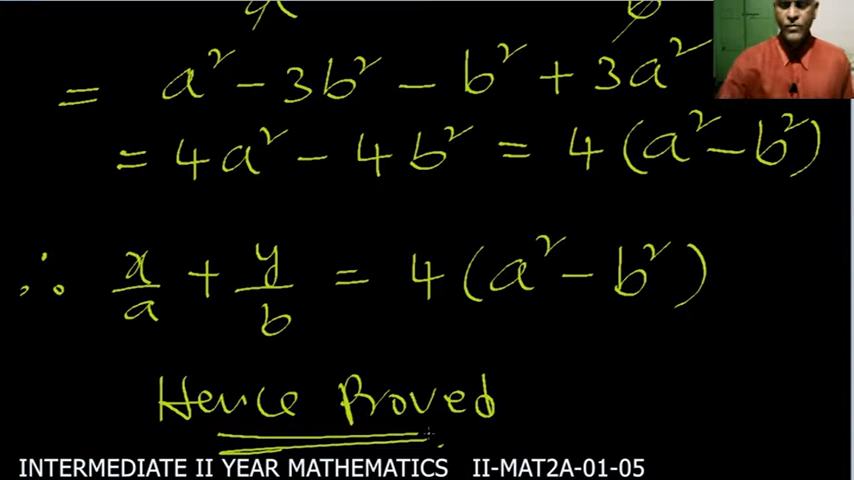 = a² - 3b² - b² + 3a²
= 4a² - 4b² = 4(a² - b²)
∴ x/a + y/b = 4(a² - b²)
Hence Proved
INTERMEDIATE II YEAR MATHEMATICS II-MAT2A-01-05